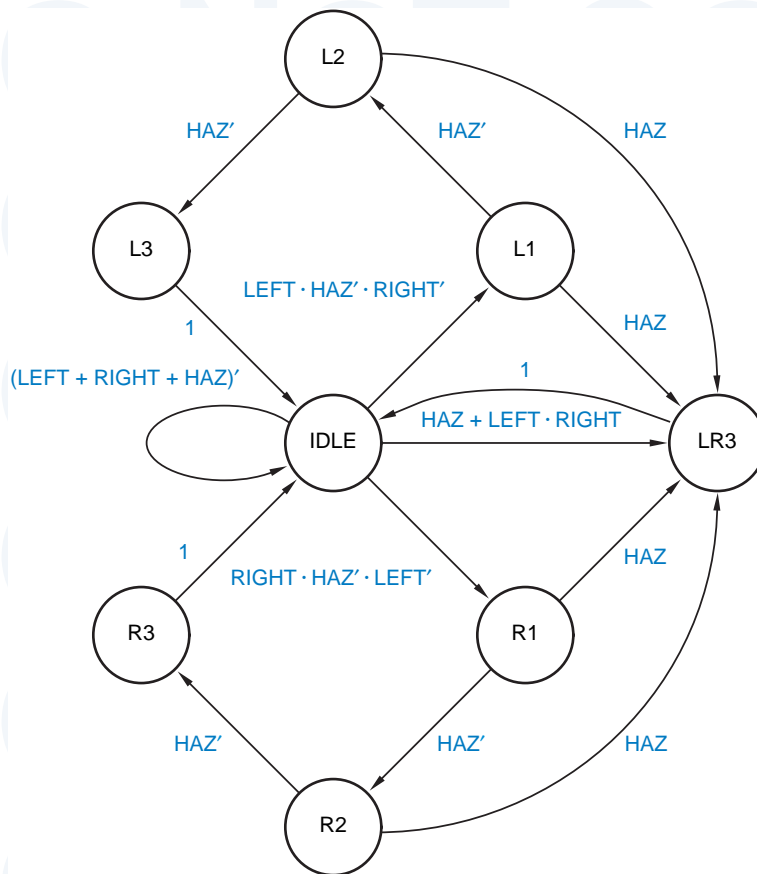 L2
HAZ′
HAZ′
HAZ
L3
L1
LEFT · HAZ′ · RIGHT′
1
HAZ
(LEFT + RIGHT + HAZ)′
1
HAZ + LEFT · RIGHT
IDLE
LR3
1
RIGHT · HAZ′ · LEFT′
HAZ
R3
R1
HAZ′
HAZ′
HAZ
R2